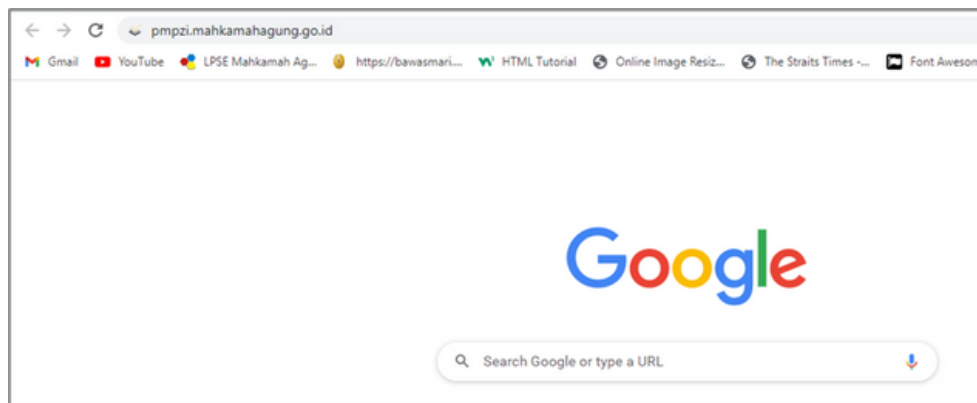 pmpzi.mahkamahagung.go.id
Gmail YouTube LPSE Mahkamah Ag... https://bawasmari.... HTML Tutorial Online Image Resiz... The Straits Times -... Font Awesom
Google
Search Google or type a URL